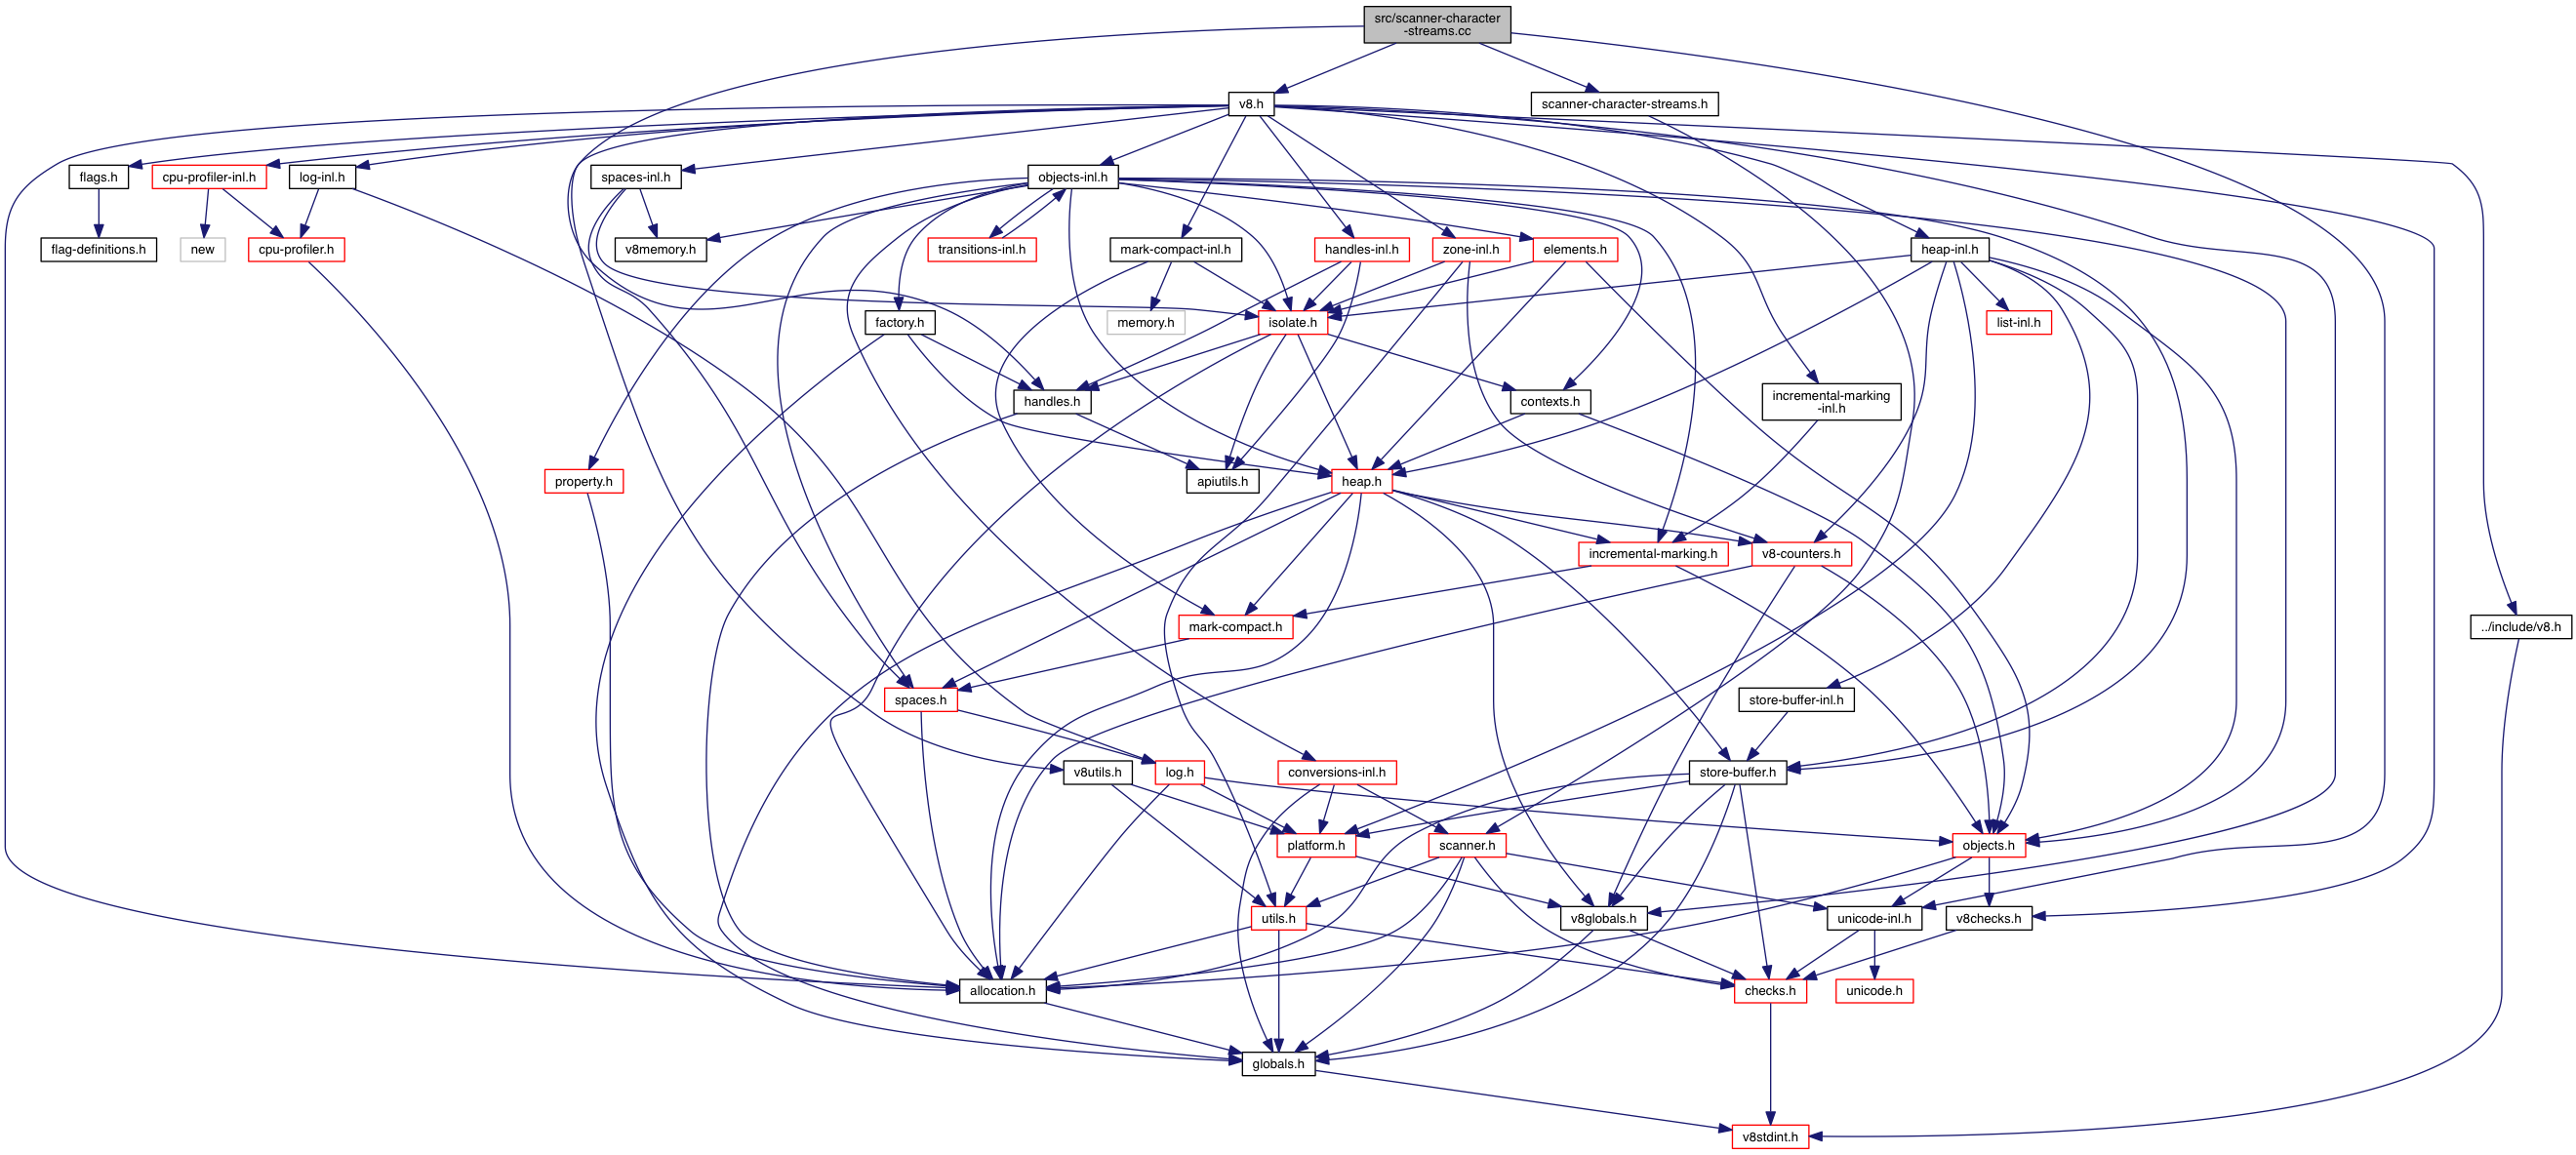 src/scanner-character
-streams.cc
v8.h
scanner-character-streams.h
flags.h
cpu-profiler-inl.h
log-inl.h
spaces-inl.h
objects-inl.h
flag-definitions.h
new
cpu-profiler.h
v8memory.h
transitions-inl.h
mark-compact-inl.h
handles-inl.h
zone-inl.h
elements.h
heap-inl.h
factory.h
memory.h
isolate.h
list-inl.h
handles.h
contexts.h
incremental-marking
-inl.h
property.h
apiutils.h
heap.h
incremental-marking.h
v8-counters.h
mark-compact.h
../include/v8.h
spaces.h
store-buffer-inl.h
v8utils.h
log.h
conversions-inl.h
store-buffer.h
platform.h
scanner.h
objects.h
utils.h
v8globals.h
unicode-inl.h
v8checks.h
allocation.h
checks.h
unicode.h
globals.h
v8stdint.h